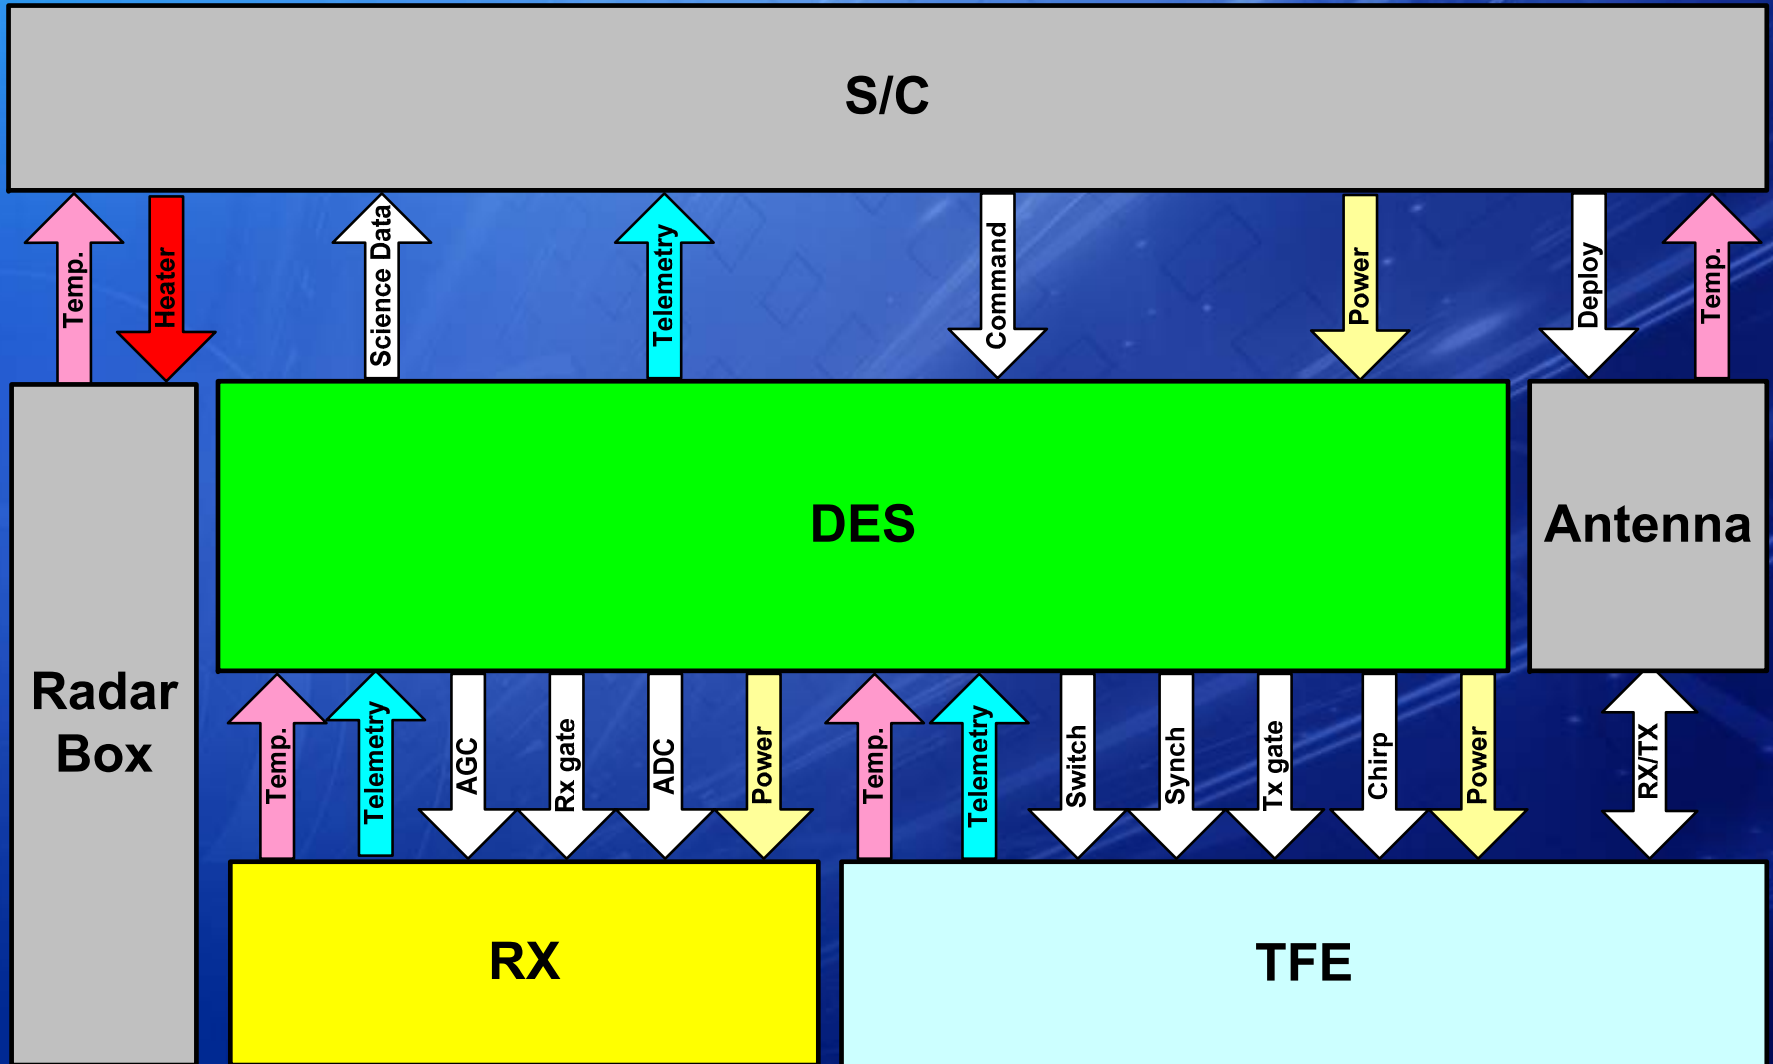 S/C
Temp.
Heater
Science Data
Telemetry
Command
Power
Deploy
Temp.
Radar
Box
DES
Antenna
Temp.
Telemetry
AGC
Rx gate
ADC
Power
Temp.
Telemetry
Switch
Synch
Tx gate
Chirp
Power
RX/TX
RX
TFE